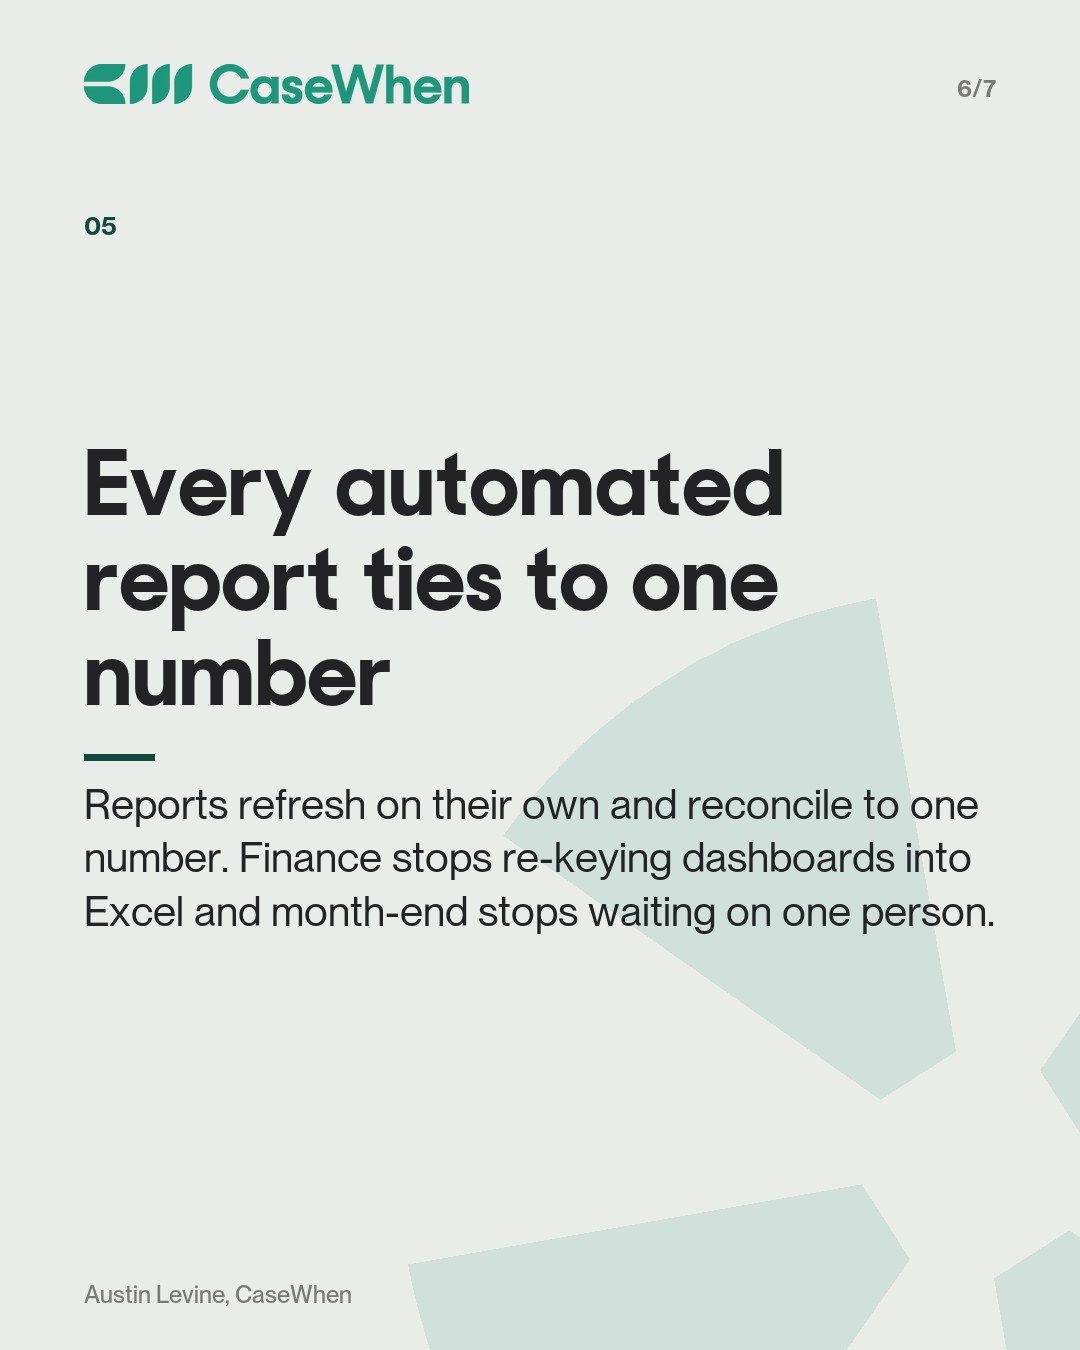 CaseWhen
6/7
05
Every automated
report ties to one
number
Reports refresh on their own and reconcile to one
number. Finance stops re-keying dashboards into
Excel and month-end stops waiting on one person.
Austin Levine, CaseWhen